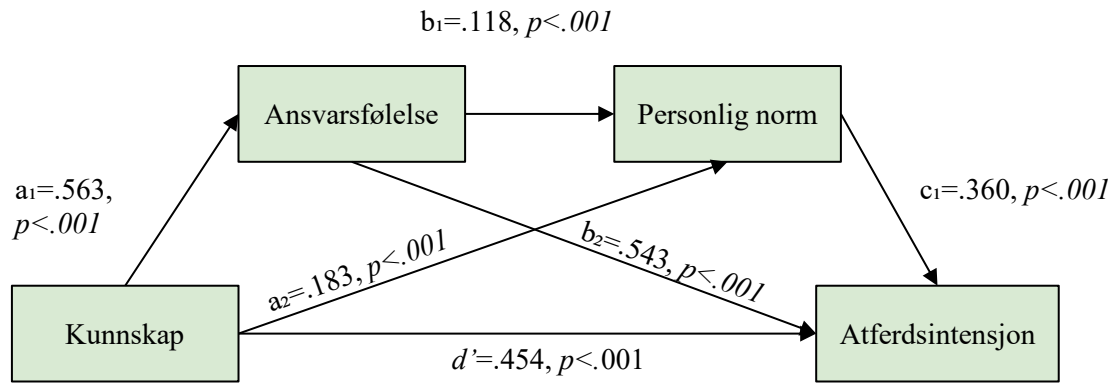 b₁=.118, p<.001
Ansvarsfølelse
Personlig norm
a₁=.563,
p<.001
c₁=.360, p<.001
a₂=.183, p<.001
b₂=.543, p<.001
Kunnskap
Atferdsintensjon
d’=.454, p<.001